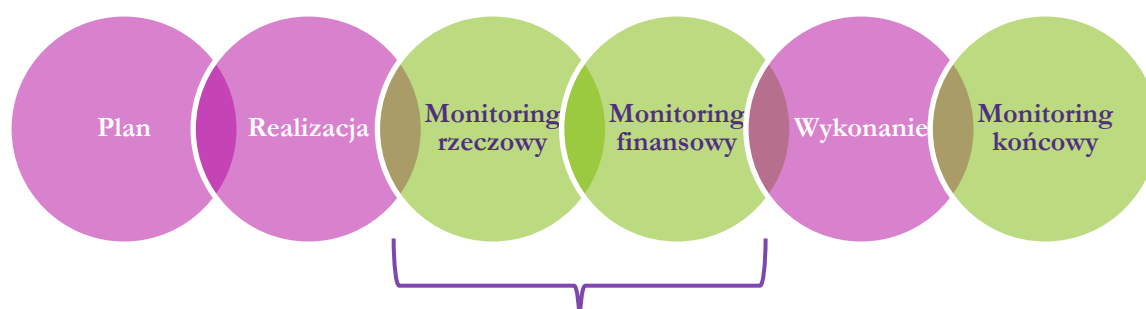 Plan
Realizacja
Monitoring
rzeczowy
Monitoring
finansowy
Wykonanie
Monitoring
końcowy